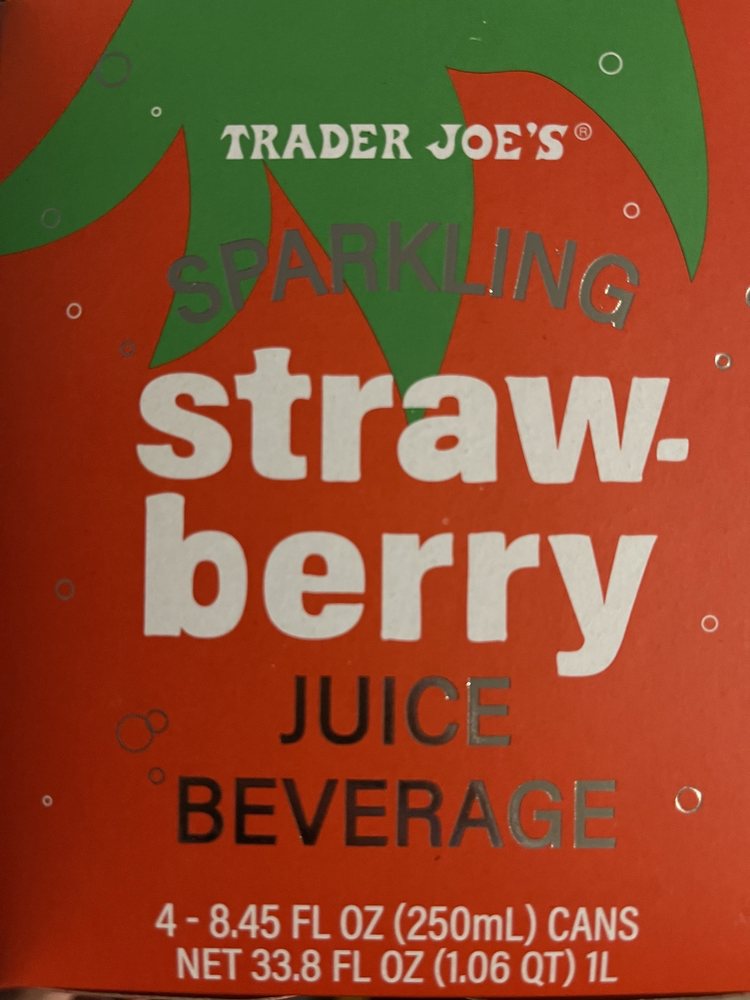 TRADER JOE'S®
SPARKLING
straw-
berry
JUICE
BEVERAGE
4 - 8.45 FL OZ (250mL) CANS
NET 33.8 FL OZ (1.06 QT) 1L